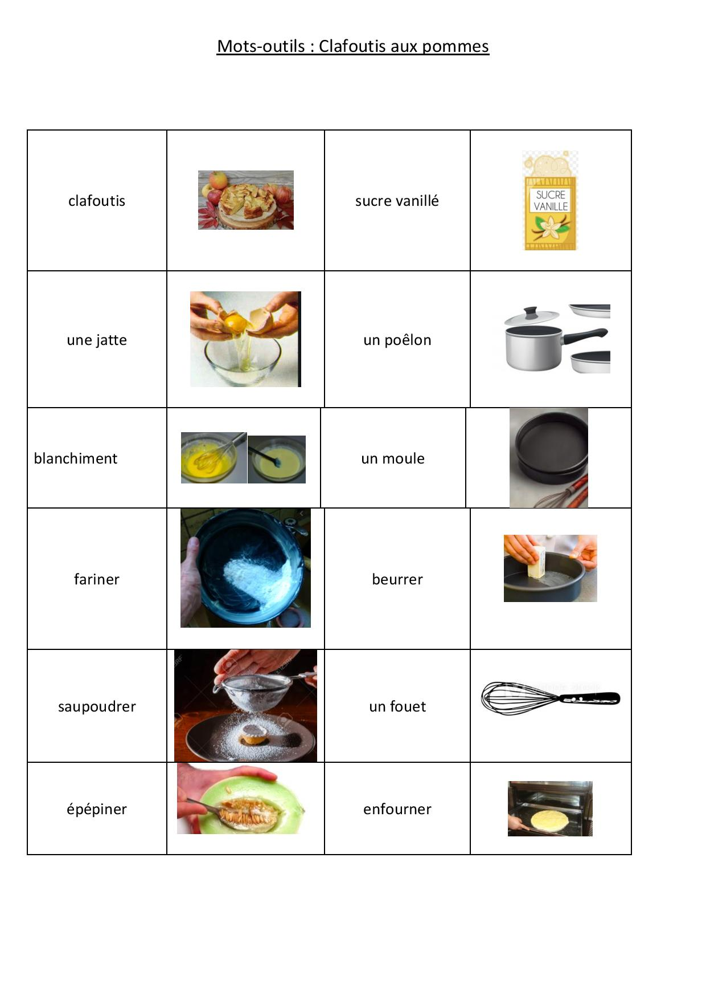 Mots-outils : Clafoutis aux pommes
clafoutis
sucre vanillé
SUCRE
VANILLE
une jatte
un poêlon
blanchiment
un moule
fariner
beurrer
saupoudrer
un fouet
épépiner
enfourner